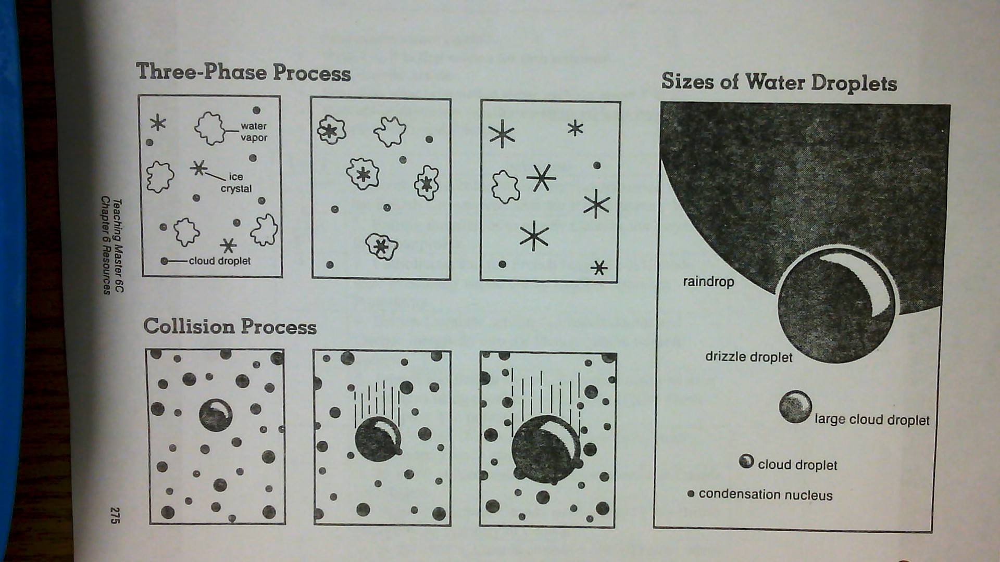 Three-Phase Process
water
vapor
ice
crystal
cloud droplet
Collision Process
Sizes of Water Droplets
raindrop
drizzle droplet
large cloud droplet
cloud droplet
condensation nucleus
Teaching Master 6C
Chapter 6 Resources
275